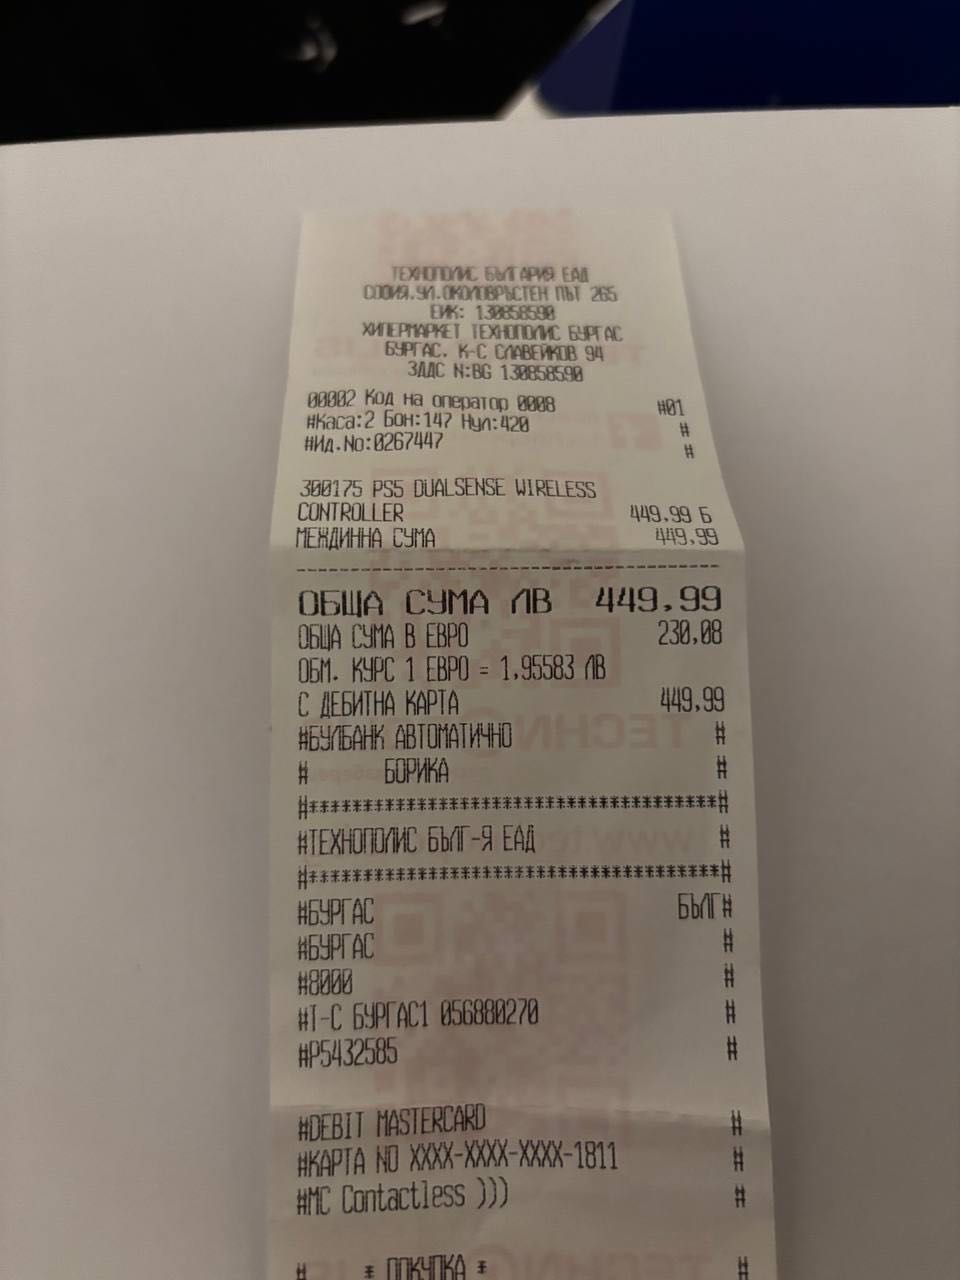 ТЕХНОПОЛИС БЪЛГАРИЯ ЕАД
СОФИЯ.УЛ.ОКОЛОВРЪСТЕН ПЪТ 265
ЕИК: 130858590
ХИПЕРМАРКЕТ ТЕХНОПОЛИС БУРГАС
БУРГАС. К-С СЛАВЕЙКОВ 94
ЗДДС N:BG 130858590
00002 Код на оператор 0008 #01
#Каса:2 Бон:147 Нул:420 #
#Ид.No:0267447 #
300175 PS5 DUALSENSE WIRELESS
CONTROLLER 449.99 Б
МЕЖДИННА СУМА 449.99
ОБЩА СУМА ЛВ 449.99
ОБЩА СУМА В ЕВРО 230,08
ОБМ. КУРС 1 ЕВРО = 1,95583 ЛВ
С ДЕБИТНА КАРТА 449,99
#БУЛБАНК АВТОМАТИЧНО #
# БОРИКА #
#**************************************#
#ТЕХНОПОЛИС БЪЛГ-Я ЕАД #
#**************************************#
#БУРГАС БЪЛГ#
#БУРГАС #
#8000 #
#Т-С БУРГАС1 056880270 #
#P5432585 #
#DEBIT MASTERCARD #
#КАРТА NO XXXX-XXXX-XXXX-1811 #
#MC Contactless ))) #
# * ПОКУПКА * #